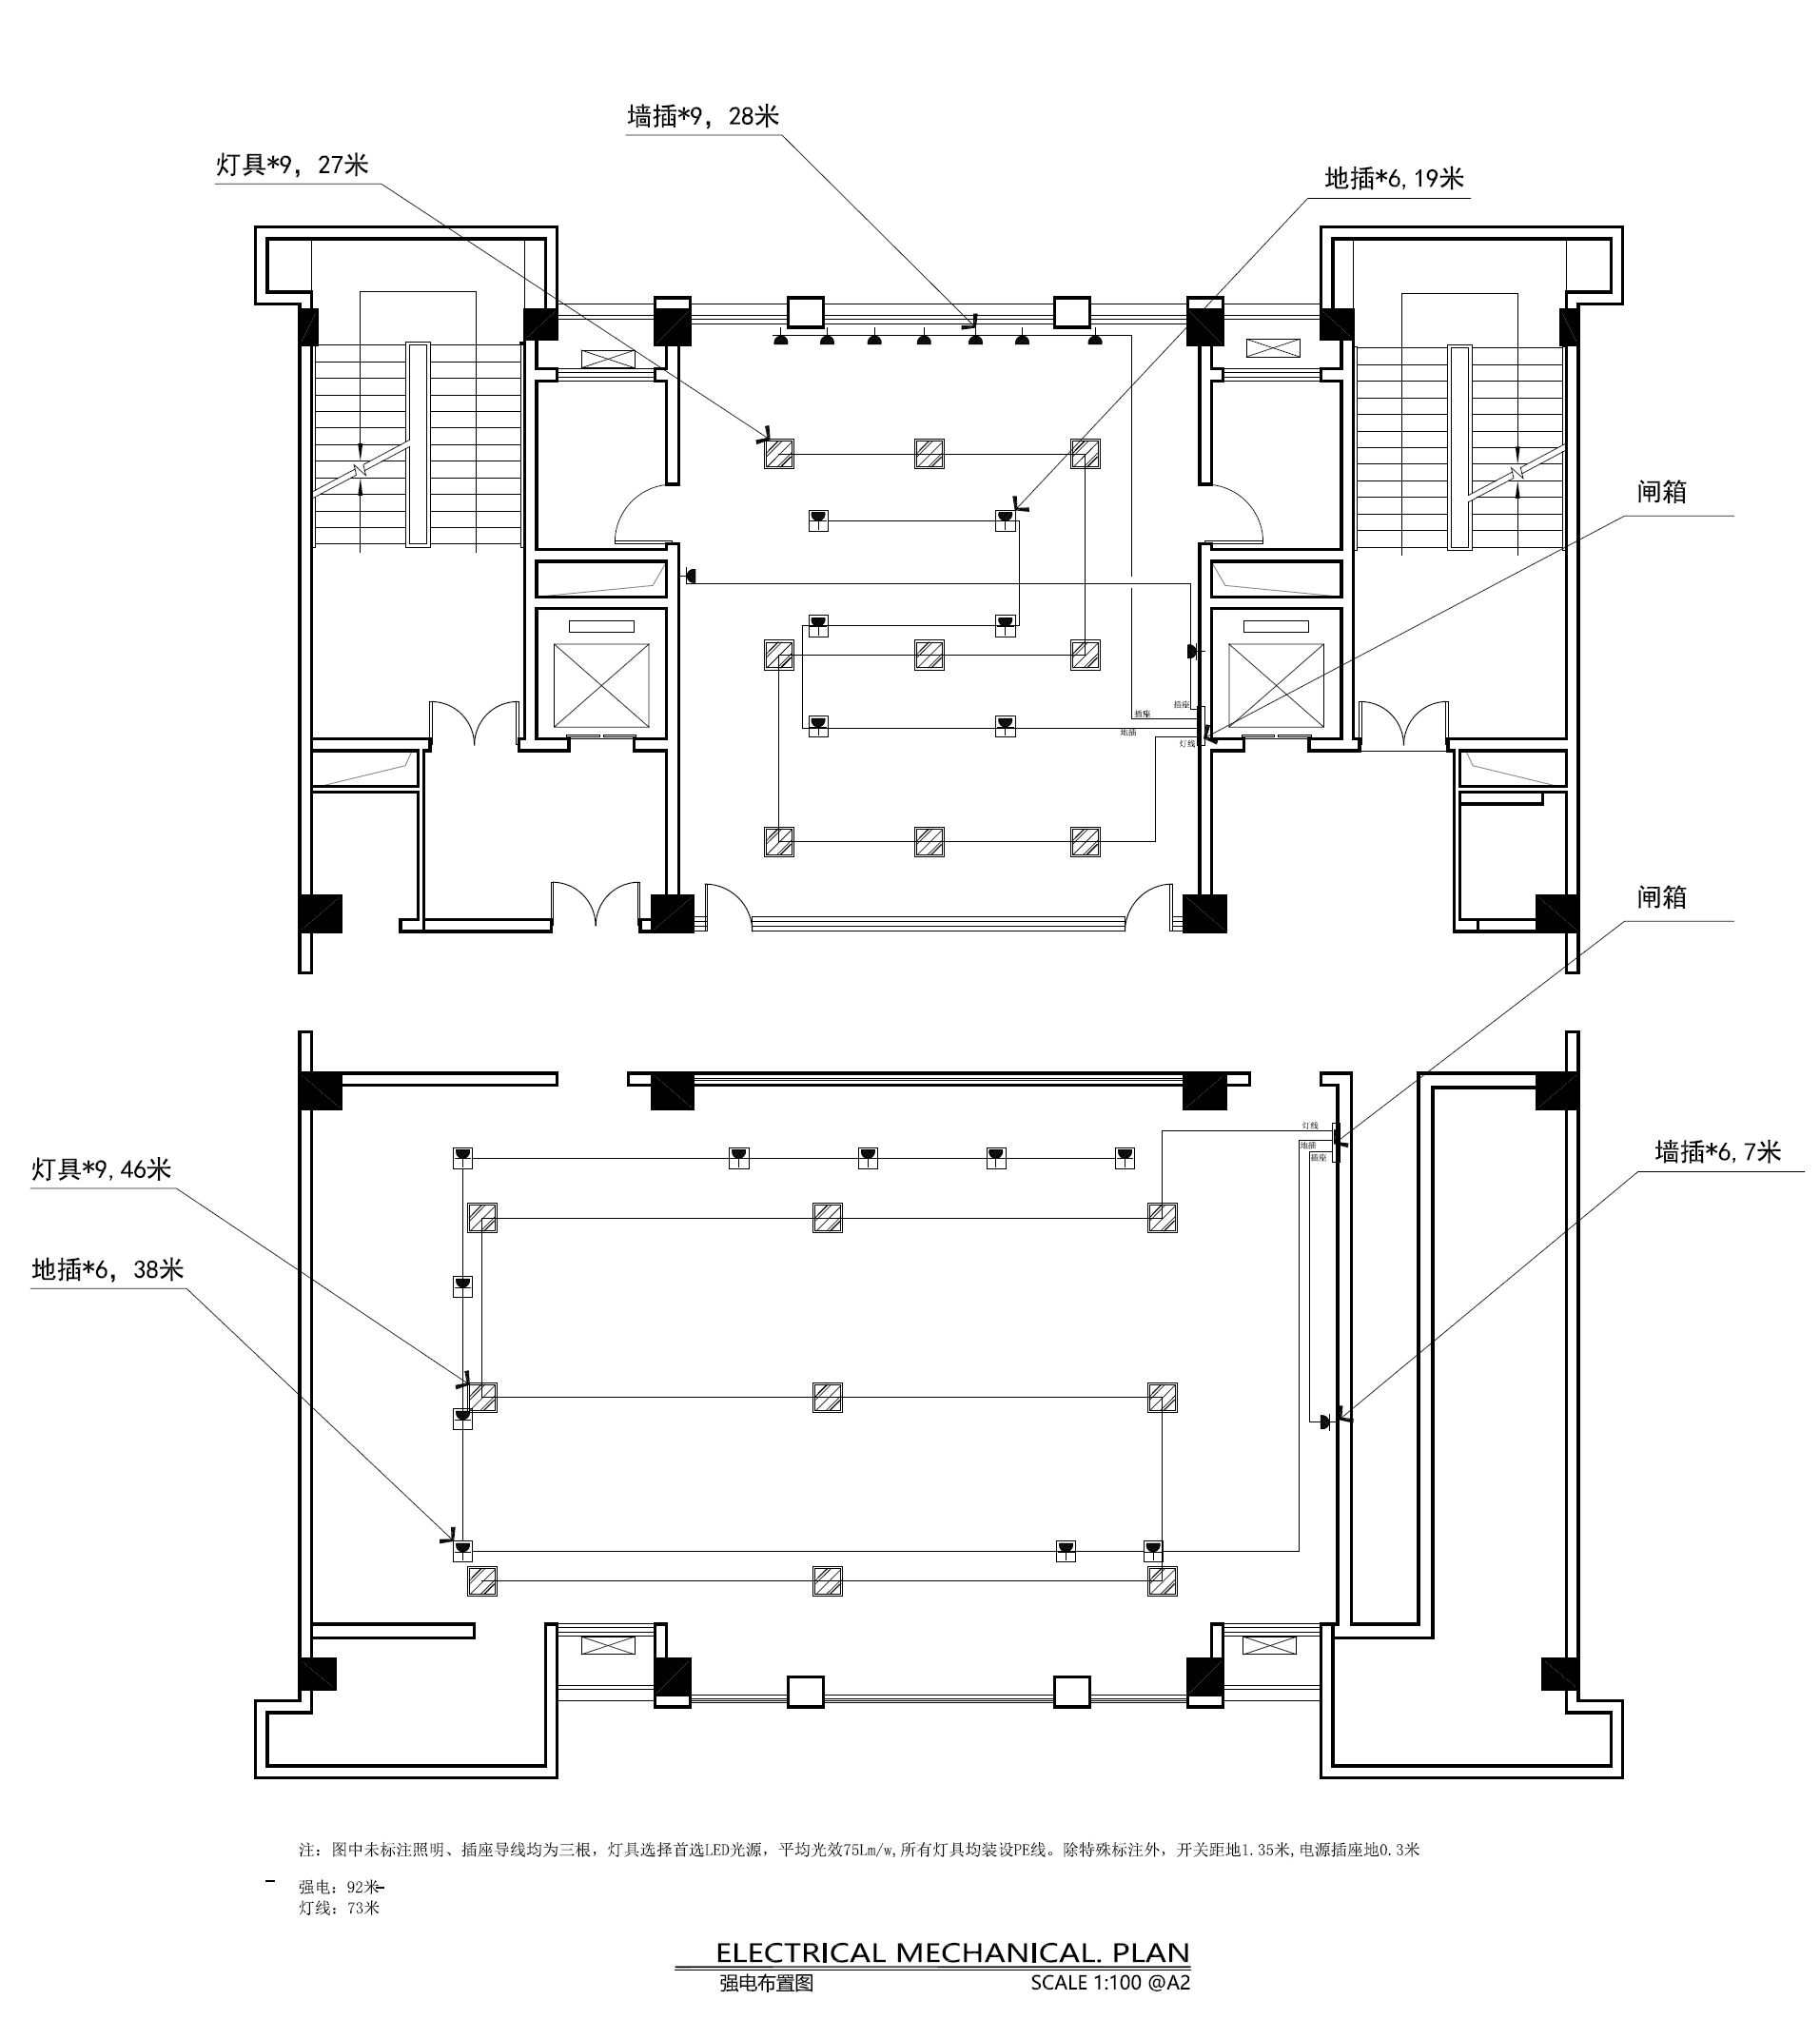 墙插*9，28米
灯具*9，27米
地插*6,19米
闸箱
插座
插座
地插
灯线
闸箱
灯线
地插
插座
墙插*6,7米
灯具*9,46米
地插*6，38米
注：图中未标注照明、插座导线均为三根，灯具选择首选LED光源，平均光效75Lm/w,所有灯具均装设PE线。除特殊标注外，开关距地1.35米,电源插座地0.3米
强电：92米
灯线：73米
ELECTRICAL MECHANICAL. PLAN
强电布置图 SCALE 1:100 @A2